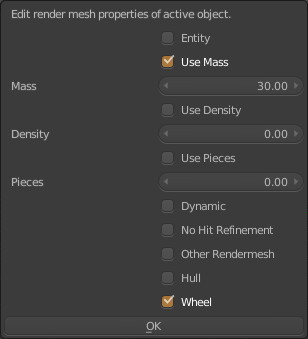 Edit render mesh properties of active object.
Entity
Use Mass
Mass 30.00
Use Density
Density 0.00
Use Pieces
Pieces 0.00
Dynamic
No Hit Refinement
Other Rendermesh
Hull
Wheel
OK